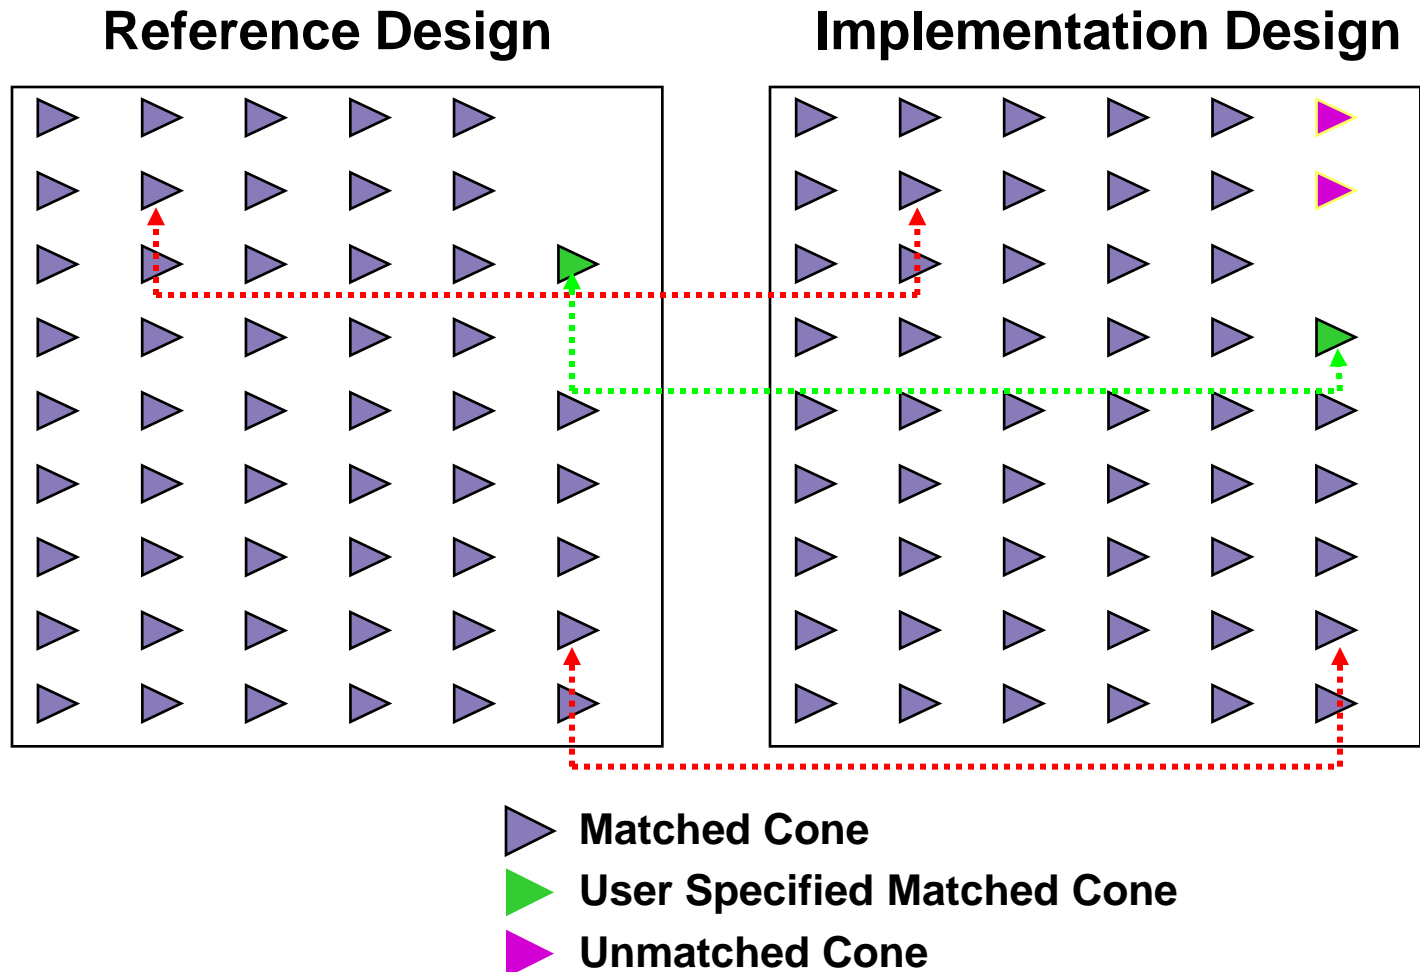 Reference Design
Implementation Design
Matched Cone
User Specified Matched Cone
Unmatched Cone